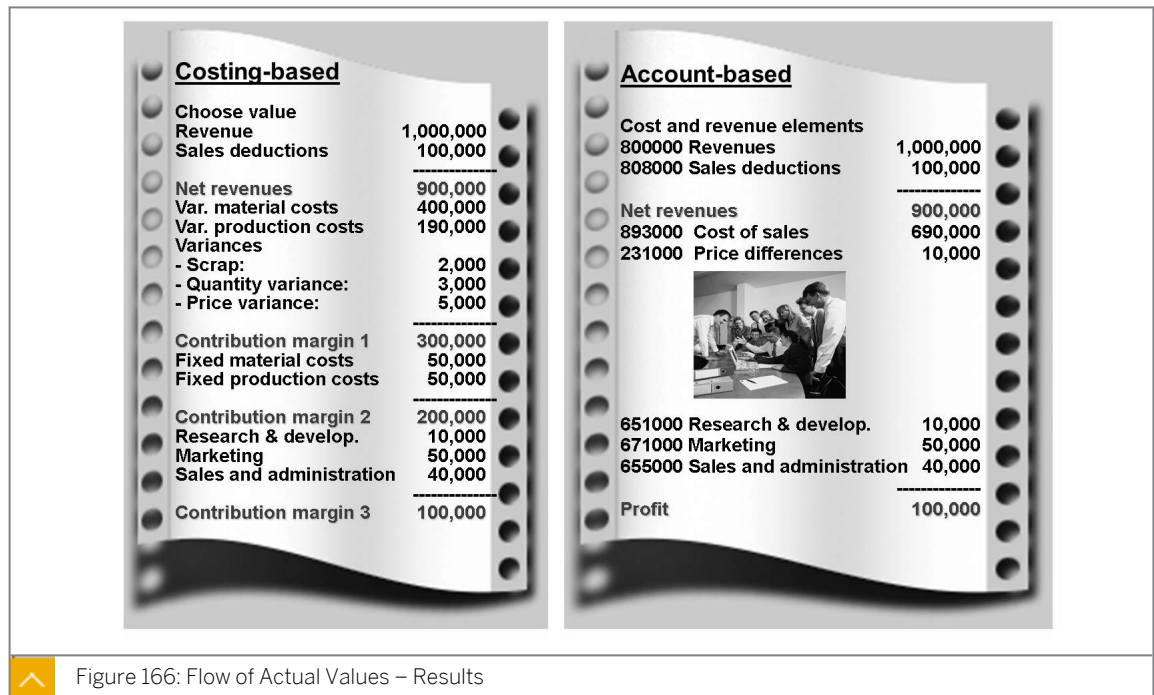 Costing-based
Choose value
Revenue 1,000,000
Sales deductions 100,000
---------------
Net revenues 900,000
Var. material costs 400,000
Var. production costs 190,000
Variances
- Scrap: 2,000
- Quantity variance: 3,000
- Price variance: 5,000
---------------
Contribution margin 1 300,000
Fixed material costs 50,000
Fixed production costs 50,000
---------------
Contribution margin 2 200,000
Research & develop. 10,000
Marketing 50,000
Sales and administration 40,000
---------------
Contribution margin 3 100,000
Account-based
Cost and revenue elements
800000 Revenues 1,000,000
808000 Sales deductions 100,000
---------------
Net revenues 900,000
893000 Cost of sales 690,000
231000 Price differences 10,000
651000 Research & develop. 10,000
671000 Marketing 50,000
655000 Sales and administration 40,000
---------------
Profit 100,000
Figure 166: Flow of Actual Values – Results